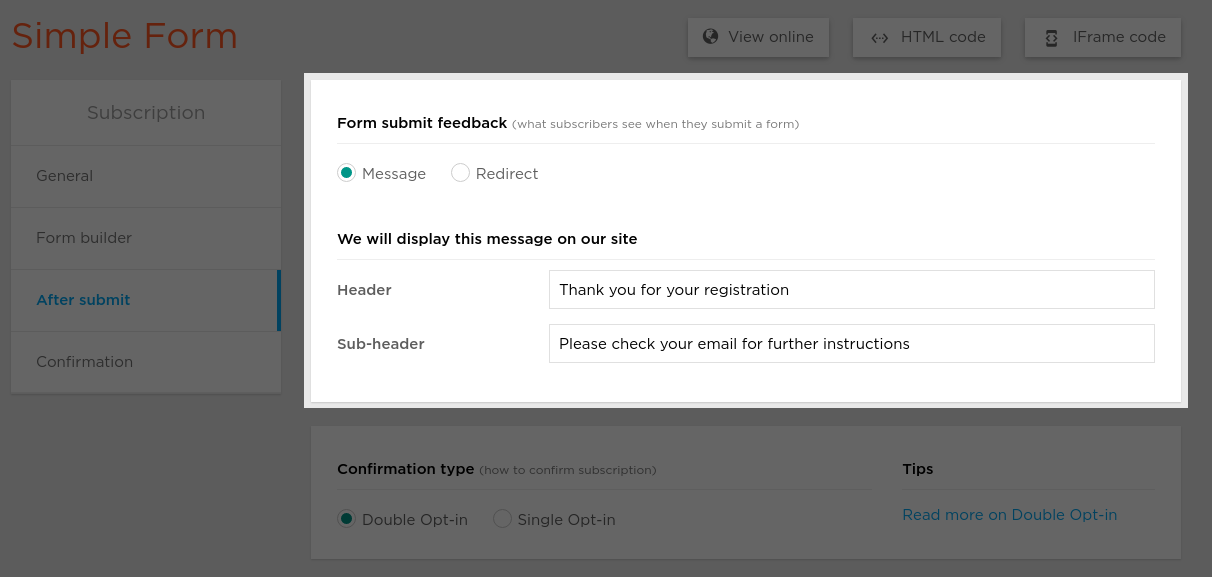 Simple Form
View online
HTML code
IFrame code
Subscription
General
Form builder
After submit
Confirmation
Form submit feedback (what subscribers see when they submit a form)
Message
Redirect
We will display this message on our site
Header
Thank you for your registration
Sub-header
Please check your email for further instructions
Confirmation type (how to confirm subscription)
Double Opt-in
Single Opt-in
Tips
Read more on Double Opt-in